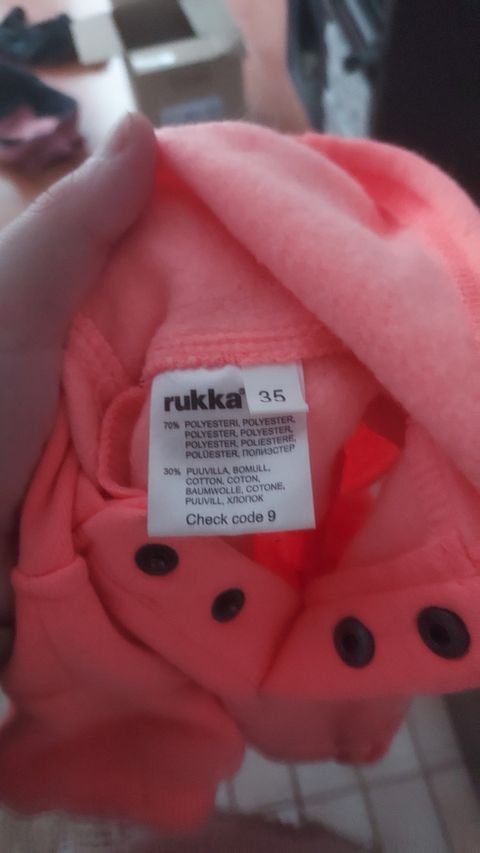 rukka® 35
70% POLYESTERI, POLYESTER,
POLYESTER, POLYESTER,
POLYESTER, POLIESTERE,
POLÜESTER, ПОЛИЭСТЕР
30% PUUVILLA, BOMULL,
COTTON, COTON,
BAUMWOLLE, COTONE,
PUUVILL, ХЛОПОК
Check code 9